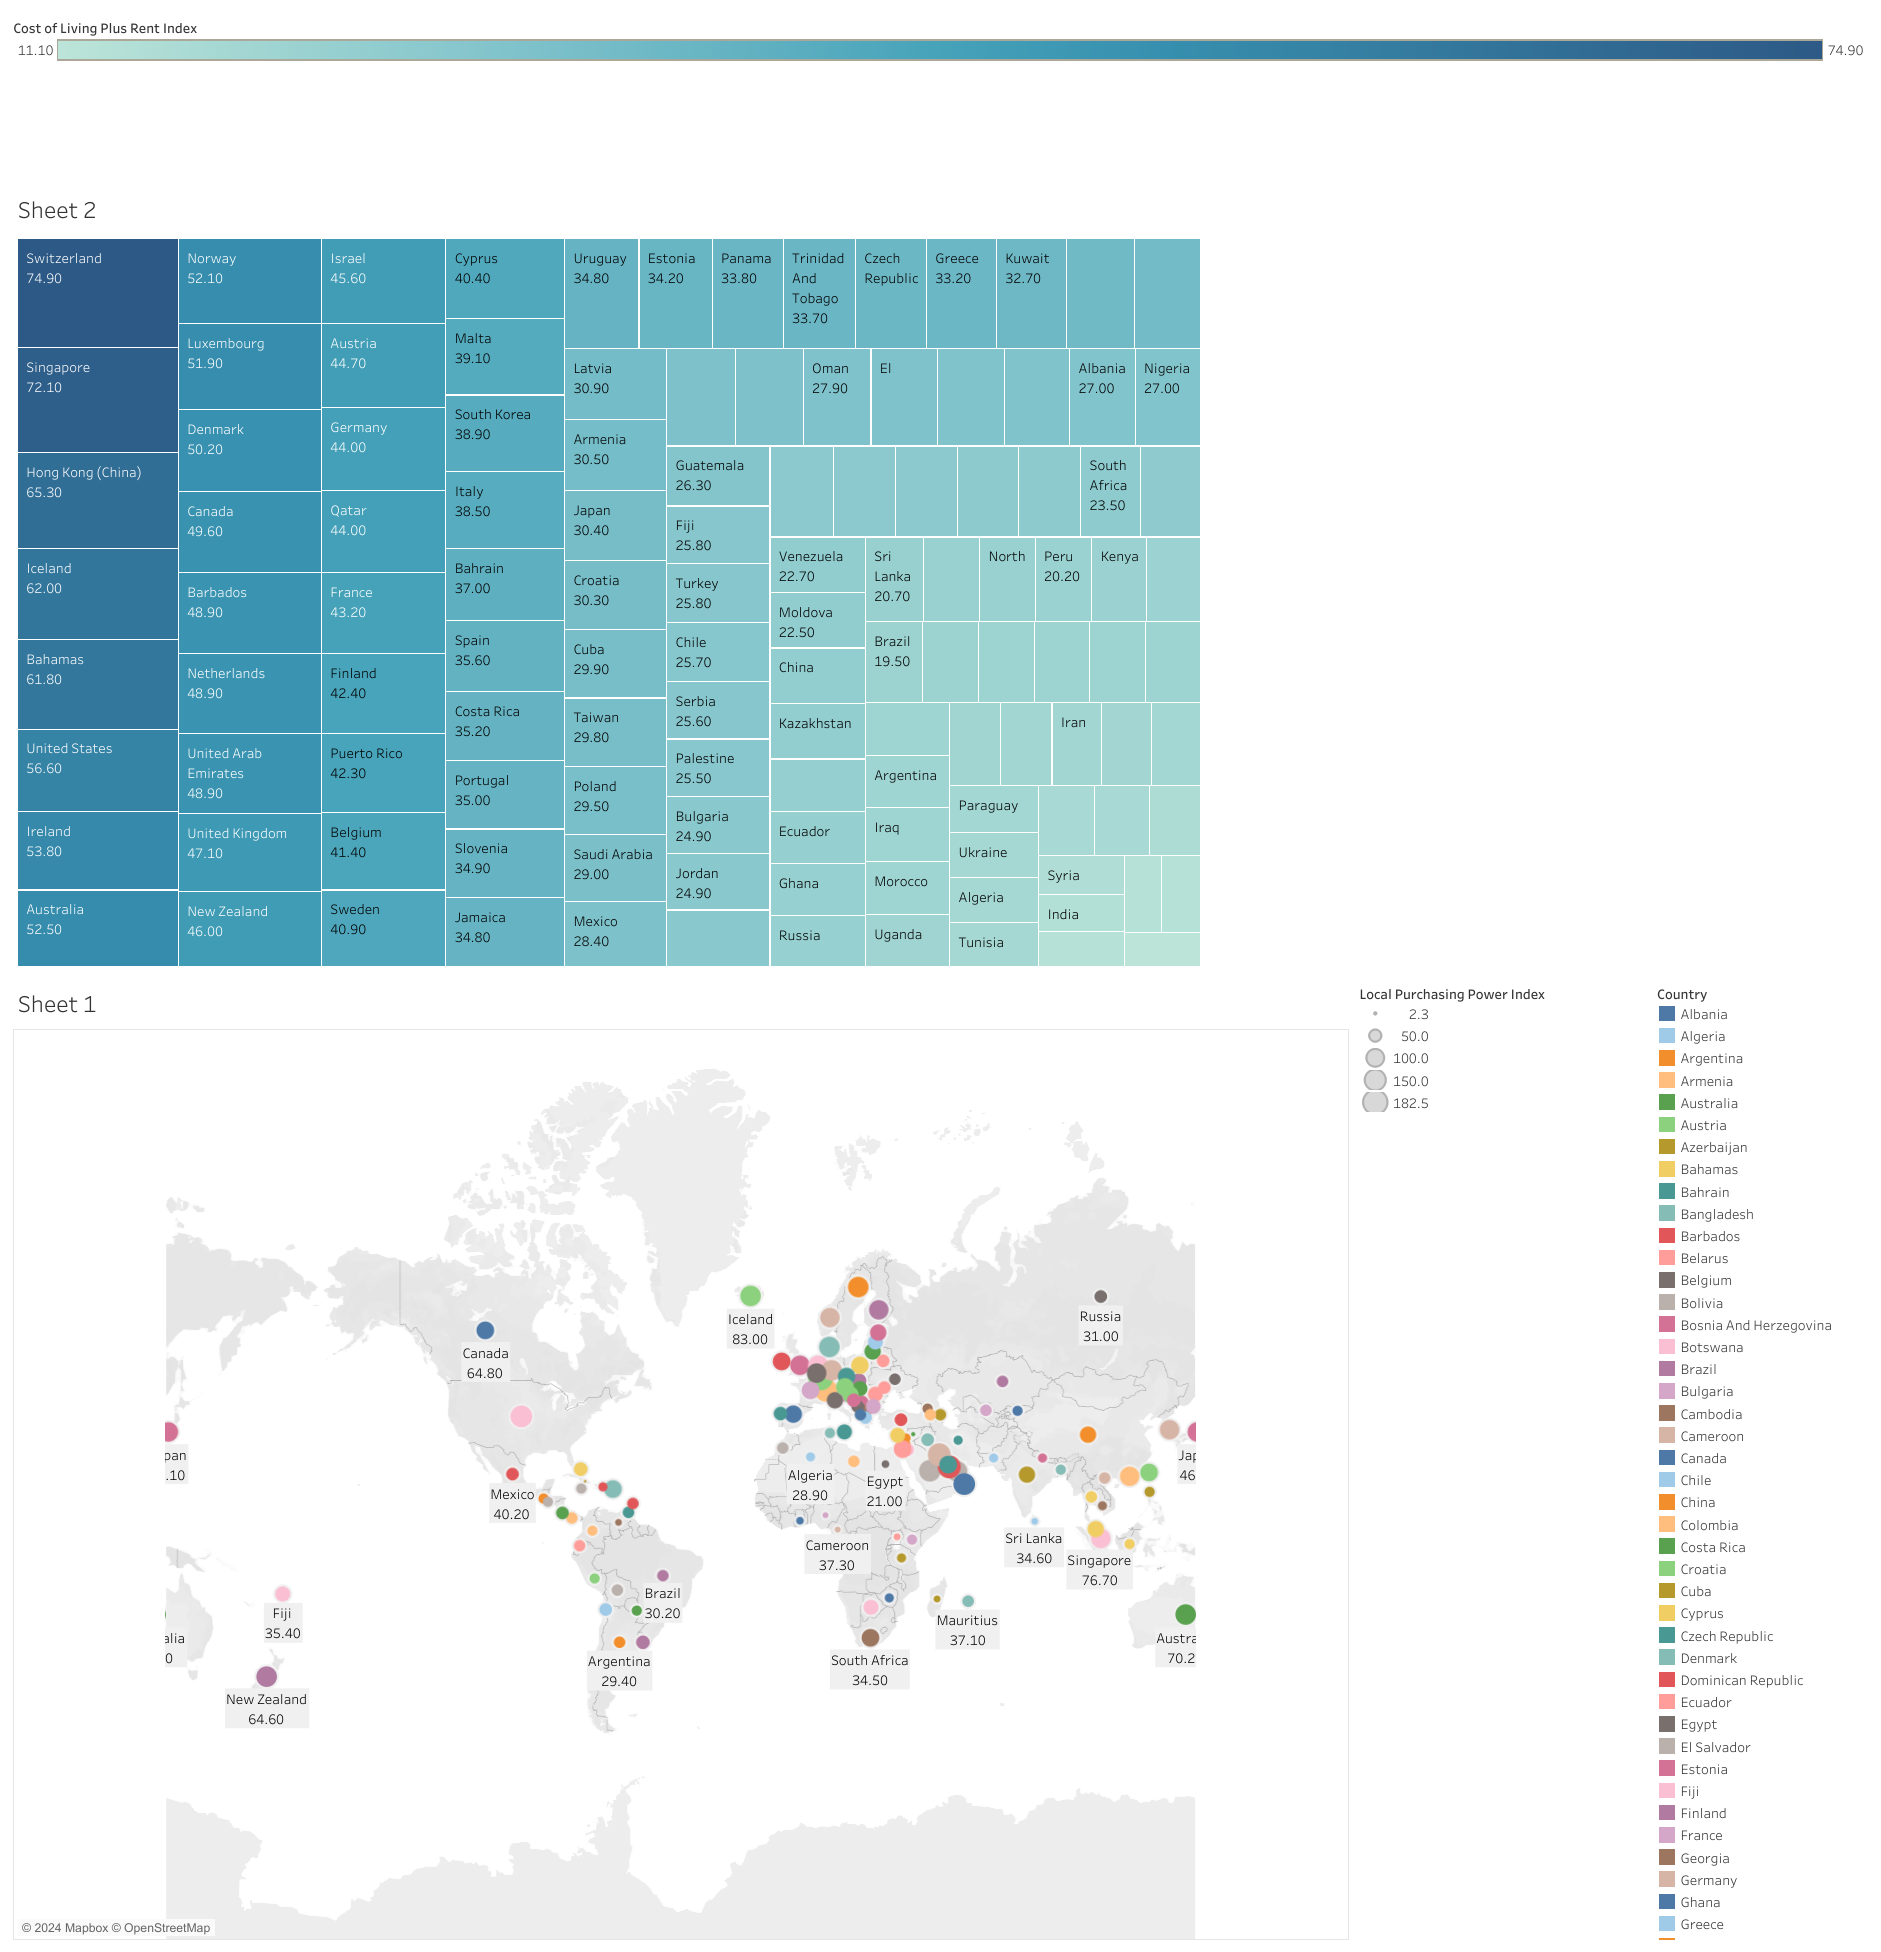 Cost of Living Plus Rent Index
11.10
74.90
Sheet 2
Switzerland
74.90
Singapore
72.10
Hong Kong (China)
65.30
Iceland
62.00
Bahamas
61.80
United States
56.60
Ireland
53.80
Australia
52.50
Norway
52.10
Luxembourg
51.90
Denmark
50.20
Canada
49.60
Barbados
48.90
Netherlands
48.90
United Arab
Emirates
48.90
United Kingdom
47.10
New Zealand
46.00
Israel
45.60
Austria
44.70
Germany
44.00
Qatar
44.00
France
43.20
Finland
42.40
Puerto Rico
42.30
Belgium
41.40
Sweden
40.90
Cyprus
40.40
Malta
39.10
South Korea
38.90
Italy
38.50
Bahrain
37.00
Spain
35.60
Costa Rica
35.20
Portugal
35.00
Slovenia
34.90
Jamaica
34.80
Uruguay
34.80
Estonia
34.20
Panama
33.80
Trinidad
And
Tobago
33.70
Czech
Republic
Greece
33.20
Kuwait
32.70
Latvia
30.90
Armenia
30.50
Japan
30.40
Croatia
30.30
Cuba
29.90
Taiwan
29.80
Poland
29.50
Saudi Arabia
29.00
Mexico
28.40
Oman
27.90
El
Albania
27.00
Nigeria
27.00
Guatemala
26.30
Fiji
25.80
Turkey
25.80
Chile
25.70
Serbia
25.60
Palestine
25.50
Bulgaria
24.90
Jordan
24.90
South
Africa
23.50
Venezuela
22.70
Moldova
22.50
China
Kazakhstan
Ecuador
Ghana
Russia
Sri
Lanka
20.70
North
Peru
20.20
Kenya
Brazil
19.50
Argentina
Iraq
Morocco
Uganda
Iran
Paraguay
Ukraine
Algeria
Tunisia
Syria
India
Sheet 1
Iceland
83.00
Russia
31.00
Canada
64.80
pan
.10
Jap
46
Mexico
40.20
Algeria
28.90
Egypt
21.00
Cameroon
37.30
Sri Lanka
34.60
Singapore
76.70
Brazil
30.20
Fiji
35.40
alia
0
Mauritius
37.10
Austra
70.2
Argentina
29.40
South Africa
34.50
New Zealand
64.60
© 2024 Mapbox © OpenStreetMap
Local Purchasing Power Index
2.3
50.0
100.0
150.0
182.5
Country
Albania
Algeria
Argentina
Armenia
Australia
Austria
Azerbaijan
Bahamas
Bahrain
Bangladesh
Barbados
Belarus
Belgium
Bolivia
Bosnia And Herzegovina
Botswana
Brazil
Bulgaria
Cambodia
Cameroon
Canada
Chile
China
Colombia
Costa Rica
Croatia
Cuba
Cyprus
Czech Republic
Denmark
Dominican Republic
Ecuador
Egypt
El Salvador
Estonia
Fiji
Finland
France
Georgia
Germany
Ghana
Greece